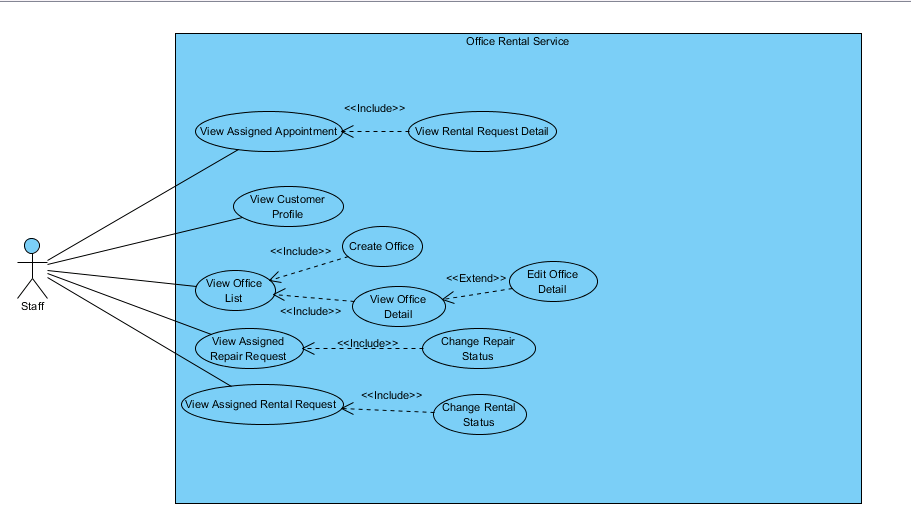 Office Rental Service
<<Include>>
View Assigned Appointment
View Rental Request Detail
View Customer
Profile
Create Office
<<Include>>
Edit Office
Detail
<<Extend>>
View Office
List
View Office
Detail
<<Include>>
Staff
View Assigned
Repair Request
<<Include>>
Change Repair
Status
<<Include>>
View Assigned Rental Request
Change Rental
Status